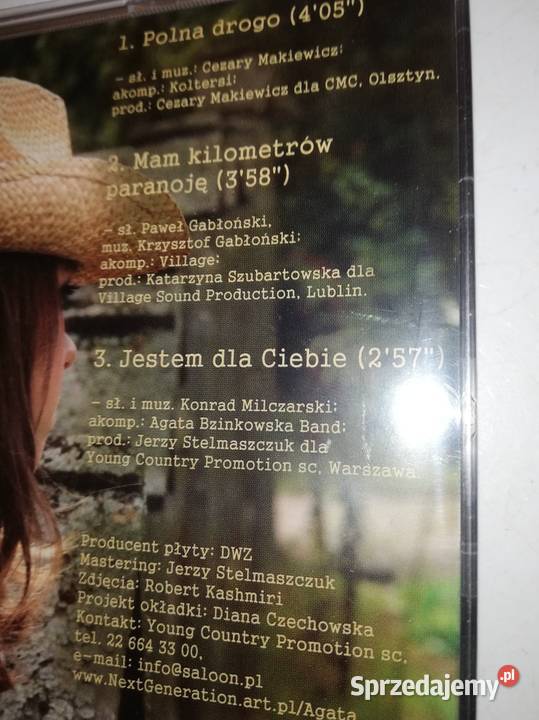 1. Polna drogo (4'05")
– sł. i muz.: Cezary Makiewicz;
akomp.: Koltersi;
prod.: Cezary Makiewicz dla CMC, Olsztyn.
2. Mam kilometrów
paranoję (3'58")
– sł. Paweł Gabłoński,
muz. Krzysztof Gabłoński;
akomp.: Village;
prod.: Katarzyna Szubartowska dla
Village Sound Production, Lublin.
3. Jestem dla Ciebie (2'57")
– sł. i muz. Konrad Milczarski;
akomp.: Agata Bzinkowska Band;
prod.: Jerzy Stelmaszczuk dla
Young Country Promotion sc, Warszawa.
Producent płyty: DWZ
Mastering: Jerzy Stelmaszczuk
Zdjęcia: Robert Kashmiri
Projekt okładki: Diana Czechowska
Kontakt: Young Country Promotion sc,
tel. 22 664 33 00,
e-mail: info@saloon.pl
www.NextGeneration.art.pl/Agata
Sprzedajemy.pl